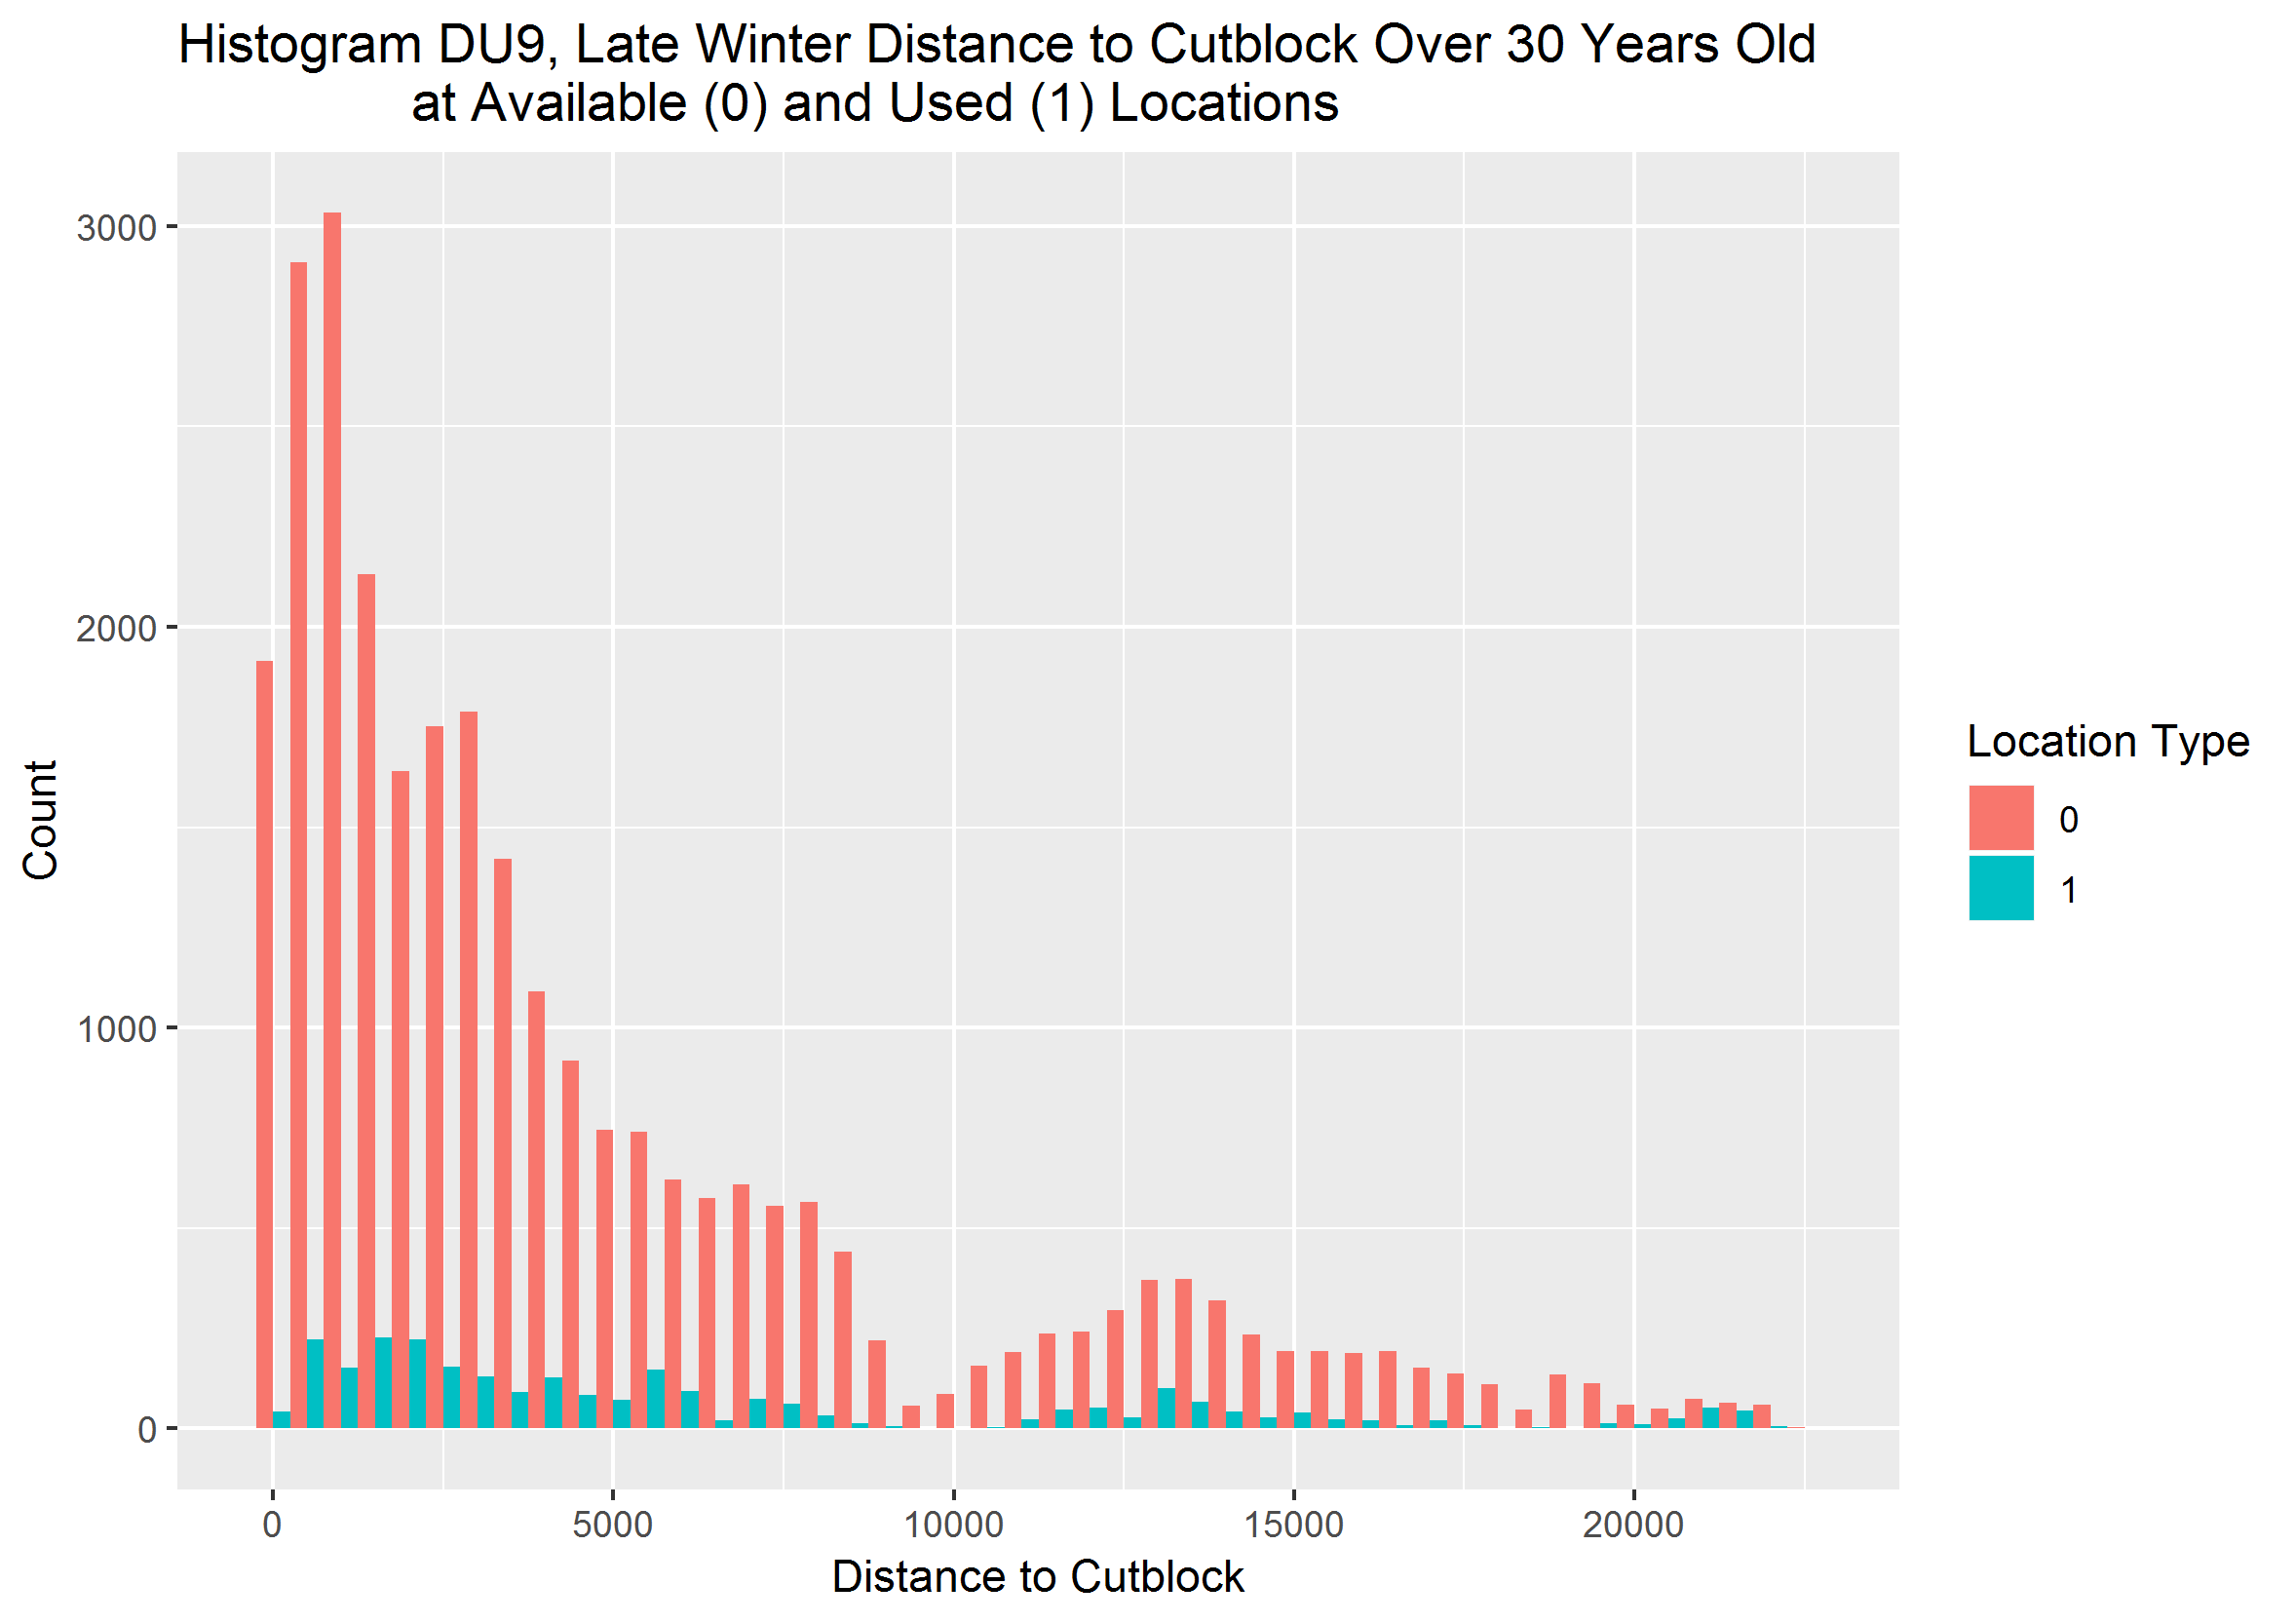 Histogram DU9, Late Winter Distance to Cutblock Over 30 Years Old
at Available (0) and Used (1) Locations
3000
2000
1000
0
Count
0 5000 10000 15000 20000
Distance to Cutblock
Location Type
0
1